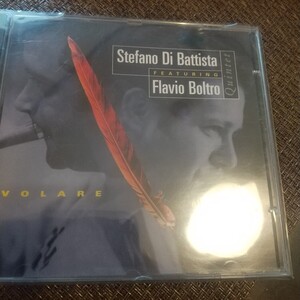 Stefano Di Battista
FEATURING
Flavio Boltro
Quintet
VOLARE